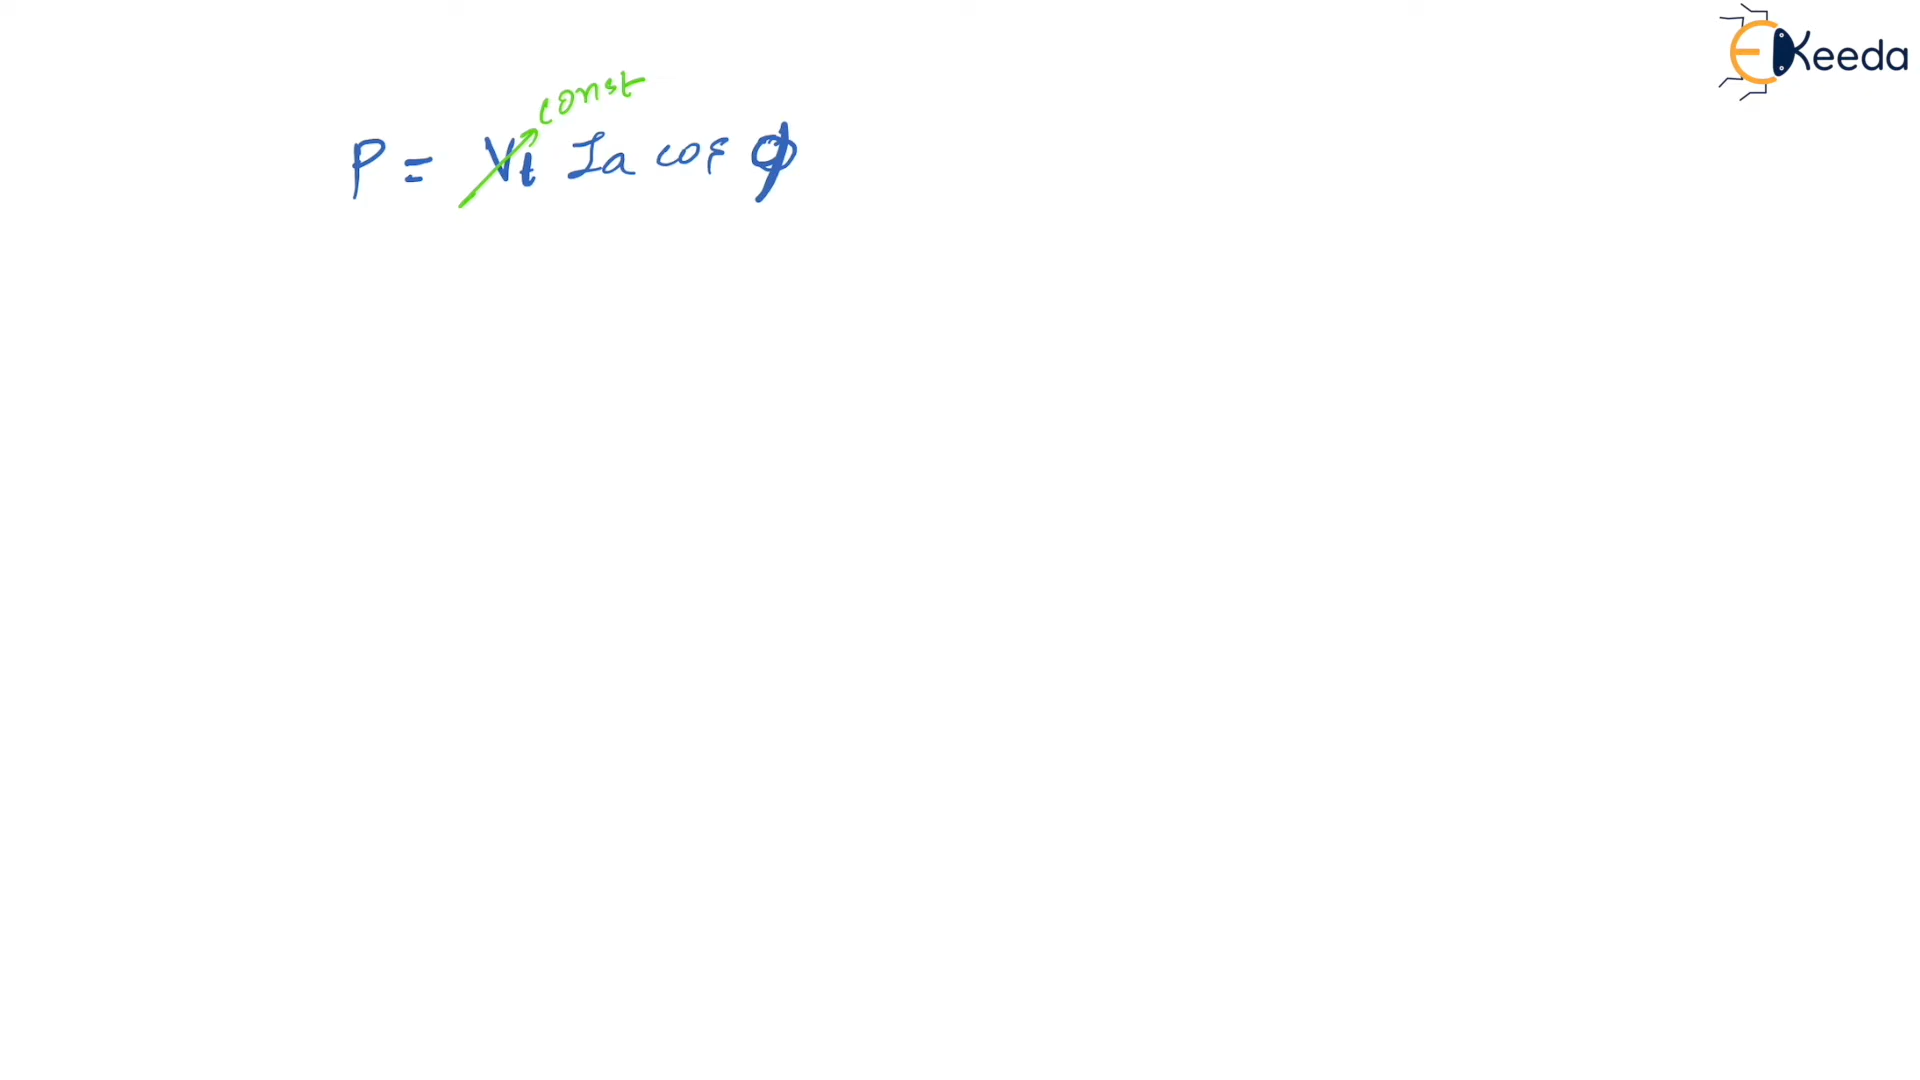 EKeeda
const
P = Vt Ia cos φ